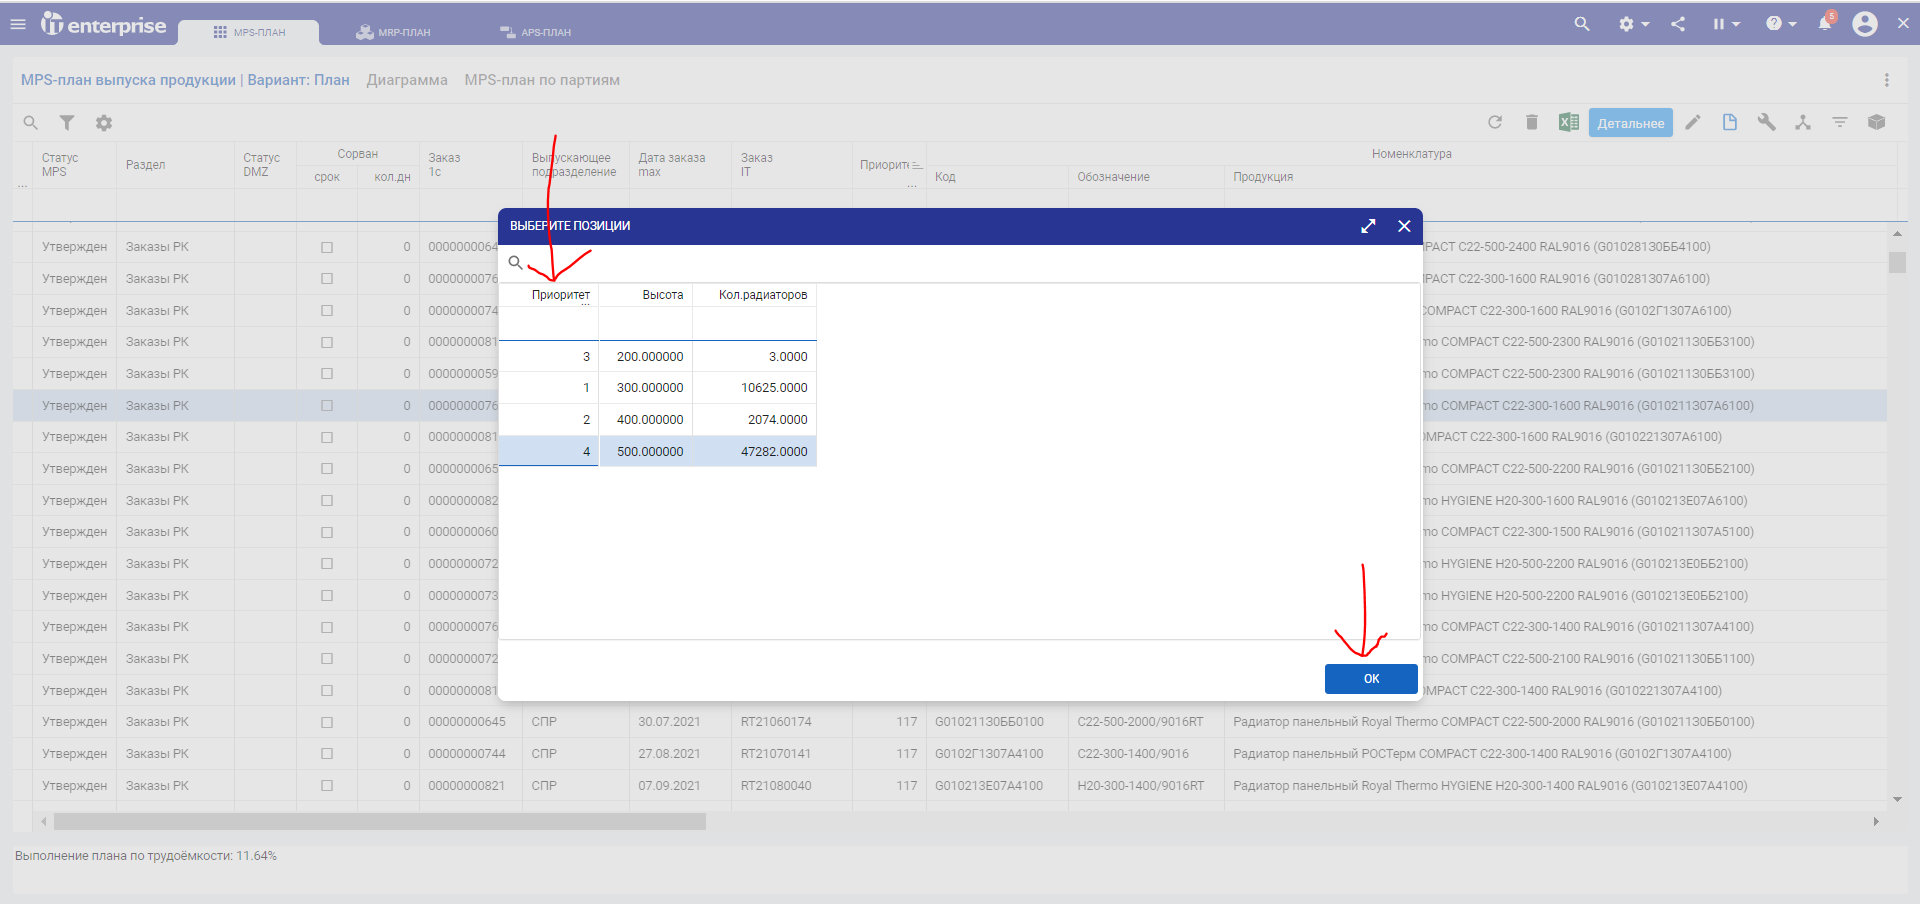 it enterprise
MPS-ПЛАН
MRP-ПЛАН
APS-ПЛАН
5
MPS-план выпуска продукции | Вариант: План Диаграмма MPS-план по партиям
Детальнее
Статус MPS
Раздел
Статус DMZ
Сорван
срок
кол.дн
Заказ 1с
Выпускающее подразделение
Дата заказа max
Заказ IT
Приорите
...
Номенклатура
Код
Обозначение
Продукция
...
ВЫБЕРИТЕ ПОЗИЦИИ
Приоритет Высота Кол.радиаторов
...
3 200.000000 3.0000
1 300.000000 10625.0000
2 400.000000 2074.0000
4 500.000000 47282.0000
OK
Утвержден Заказы РК 0 0000000064 PACT C22-500-2400 RAL9016 (G01028130ББ4100)
Утвержден Заказы РК 0 0000000076 PACT C22-300-1600 RAL9016 (G010281307A6100)
Утвержден Заказы РК 0 0000000074 COMPACT C22-300-1600 RAL9016 (G0102Г1307A6100)
Утвержден Заказы РК 0 0000000081 mo COMPACT C22-500-2300 RAL9016 (G01021130ББ3100)
Утвержден Заказы РК 0 0000000059 mo COMPACT C22-500-2300 RAL9016 (G01021130ББ3100)
Утвержден Заказы РК 0 0000000076 mo COMPACT C22-300-1600 RAL9016 (G010211307A6100)
Утвержден Заказы РК 0 0000000081 MPACT C22-300-1600 RAL9016 (G010221307A6100)
Утвержден Заказы РК 0 0000000065 mo COMPACT C22-500-2200 RAL9016 (G01021130ББ2100)
Утвержден Заказы РК 0 0000000082 mo HYGIENE H20-300-1600 RAL9016 (G010213E07A6100)
Утвержден Заказы РК 0 0000000060 mo COMPACT C22-300-1500 RAL9016 (G010211307A5100)
Утвержден Заказы РК 0 0000000072 mo HYGIENE H20-500-2200 RAL9016 (G010213E0ББ2100)
Утвержден Заказы РК 0 0000000073 mo HYGIENE H20-500-2200 RAL9016 (G010213E0ББ2100)
Утвержден Заказы РК 0 0000000076 mo COMPACT C22-300-1400 RAL9016 (G010211307A4100)
Утвержден Заказы РК 0 0000000072 mo COMPACT C22-500-2100 RAL9016 (G01021130ББ1100)
Утвержден Заказы РК 0 0000000081 MPACT C22-300-1400 RAL9016 (G010221307A4100)
Утвержден Заказы РК 0 00000000645 СПР 30.07.2021 RT21060174 117 G01021130ББ0100 C22-500-2000/9016RT Радиатор панельный Royal Thermo COMPACT C22-500-2000 RAL9016 (G01021130ББ0100)
Утвержден Заказы РК 0 00000000744 СПР 27.08.2021 RT21070141 117 G0102Г1307A4100 C22-300-1400/9016 Радиатор панельный РОСТерм COMPACT C22-300-1400 RAL9016 (G0102Г1307A4100)
Утвержден Заказы РК 0 00000000821 СПР 07.09.2021 RT21080040 117 G010213E07A4100 H20-300-1400/9016RT Радиатор панельный Royal Thermo HYGIENE H20-300-1400 RAL9016 (G010213E07A4100)
Выполнение плана по трудоёмкости: 11.64%